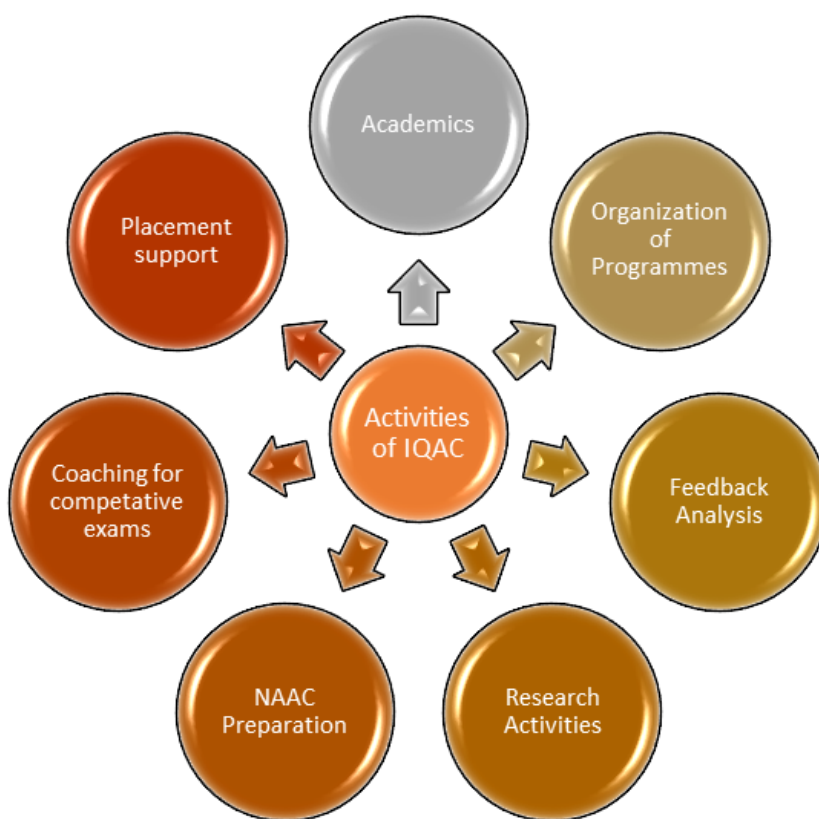 Academics
Organization
of
Programmes
Feedback
Analysis
Research
Activities
NAAC
Preparation
Coaching for
competative
exams
Placement
support
Activities
of IQAC